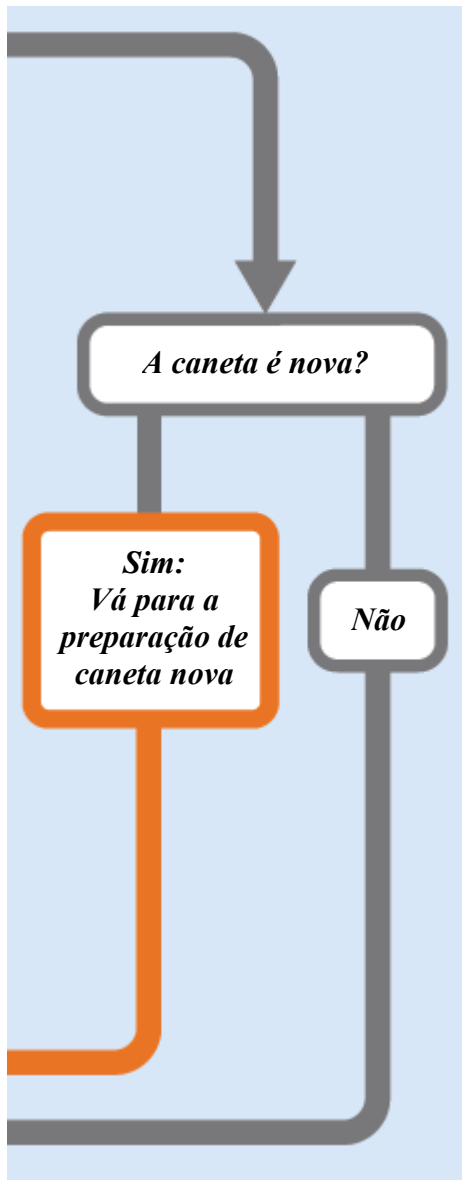 A caneta é nova?
Sim:
Vá para a
preparação de
caneta nova
Não